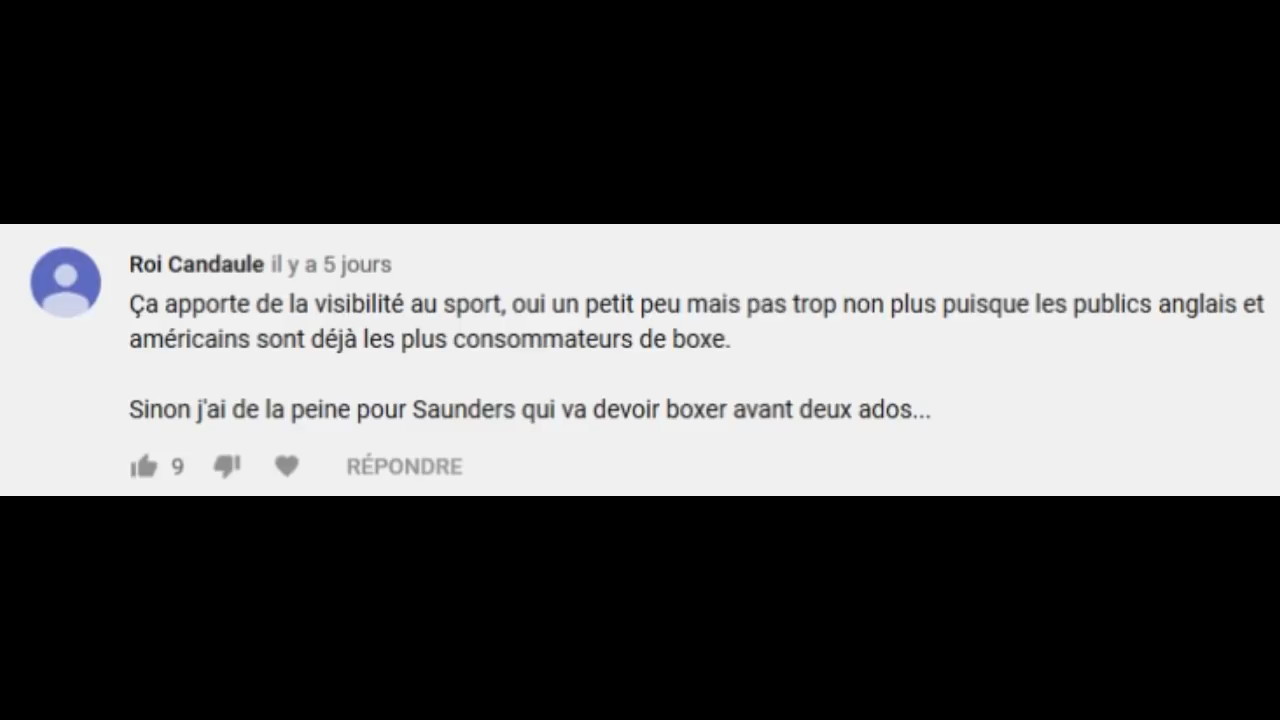 Roi Candaule il y a 5 jours
Ça apporte de la visibilité au sport, oui un petit peu mais pas trop non plus puisque les publics anglais et
américains sont déjà les plus consommateurs de boxe.
Sinon j'ai de la peine pour Saunders qui va devoir boxer avant deux ados...
9
RÉPONDRE